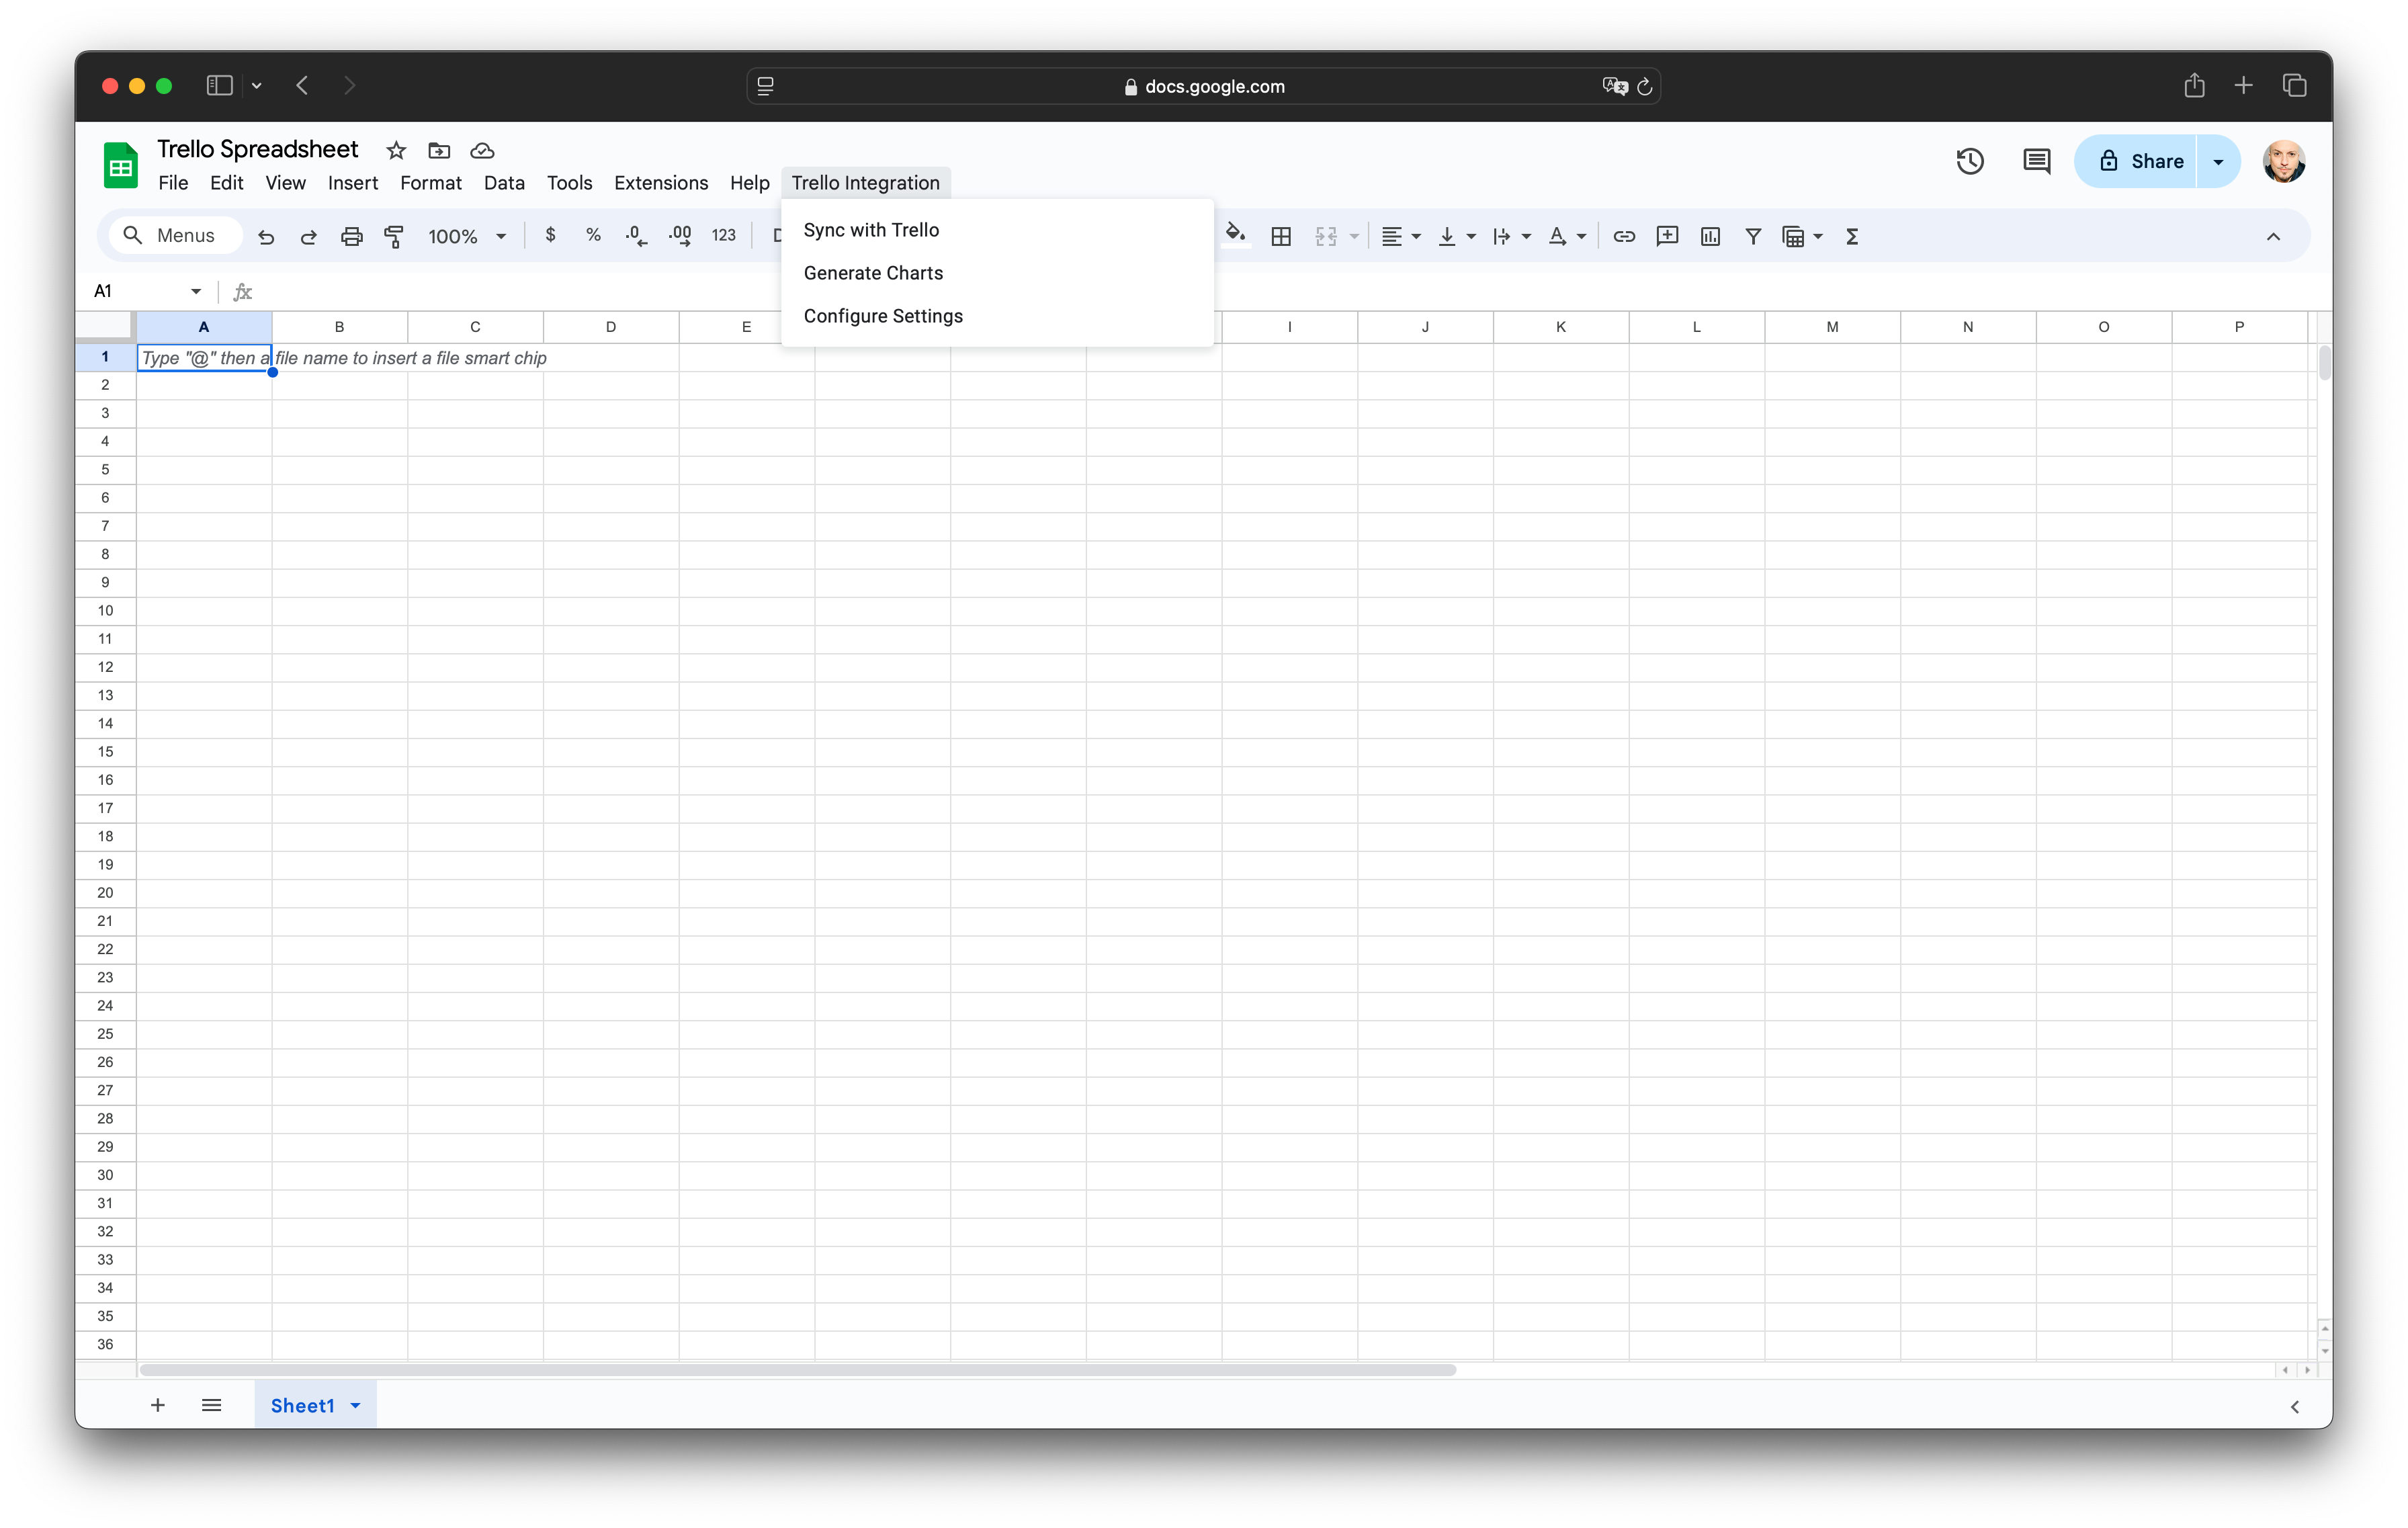 docs.google.com
Trello Spreadsheet
File Edit View Insert Format Data Tools Extensions Help Trello Integration
Share
Menus 100% $ % .0 .00 123
Sync with Trello
Generate Charts
Configure Settings
A1 fx
A B C D E I J K L M N O P
1 Type "@" then a file name to insert a file smart chip
2
3
4
5
6
7
8
9
10
11
12
13
14
15
16
17
18
19
20
21
22
23
24
25
26
27
28
29
30
31
32
33
34
35
36
Sheet1